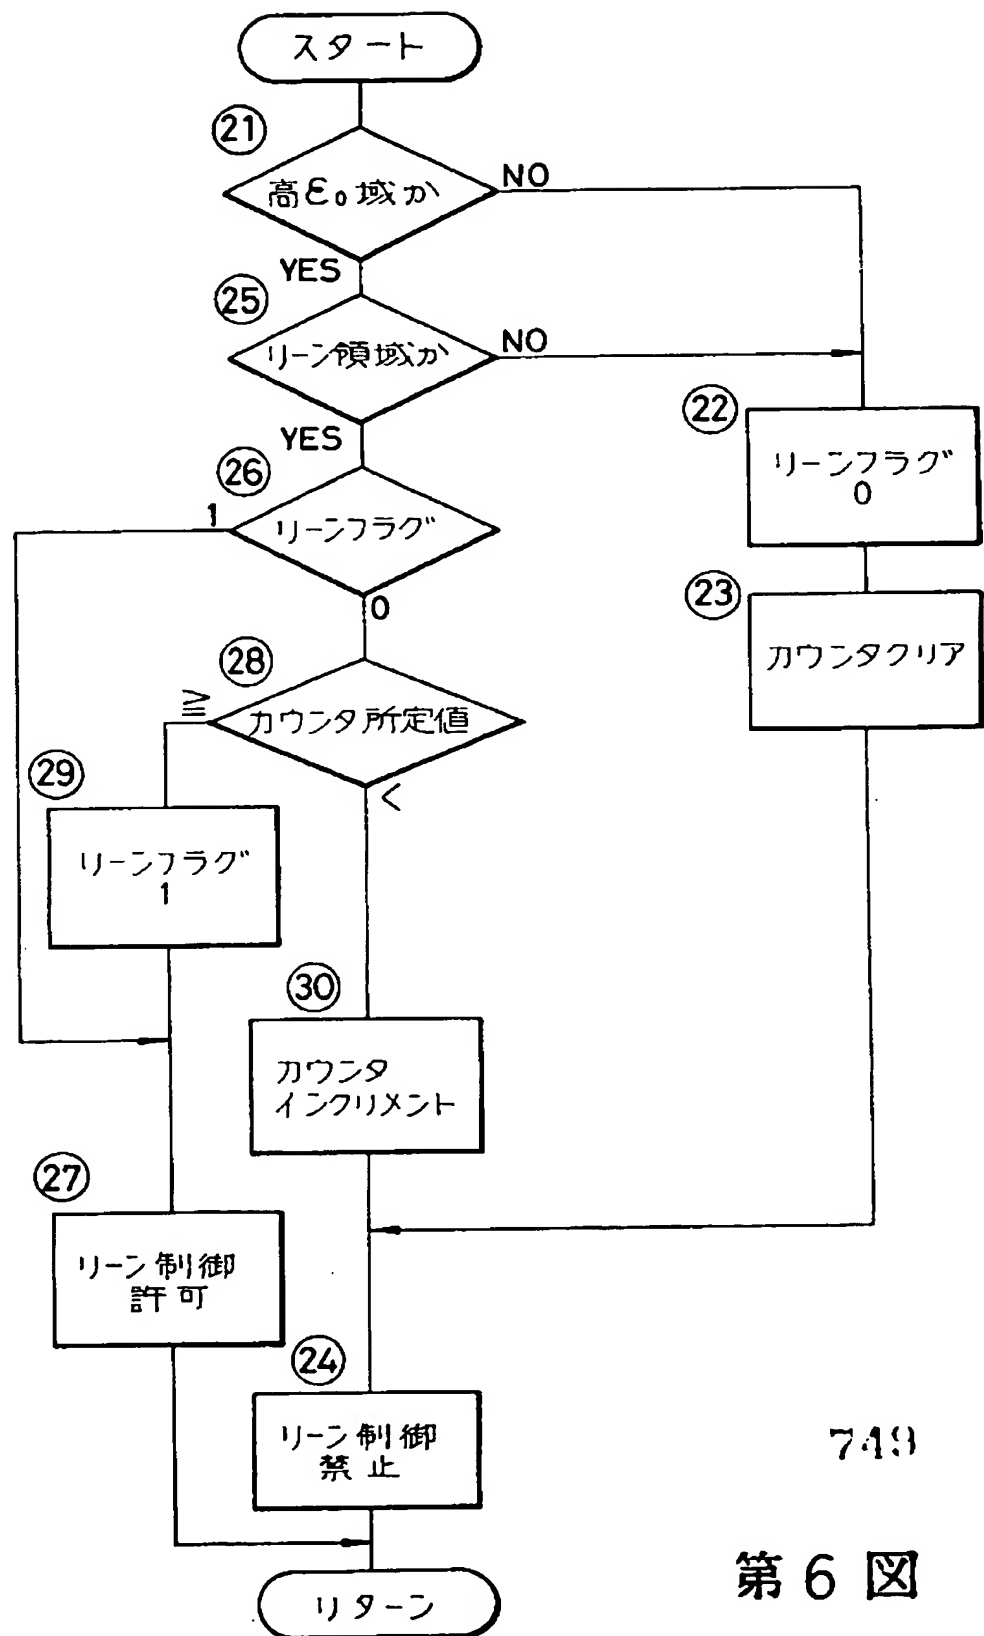 スタート
21
高ε₀域か
NO
YES
25
リーン領域か
NO
YES
22
リーンフラグ
0
26
リーンフラグ
1
0
23
カウンタクリア
28
カウンタ所定値
≧
<
29
リーンフラグ
1
30
カウンタ
インクリメント
27
リーン制御
許可
24
リーン制御
禁止
リターン
749
第6図